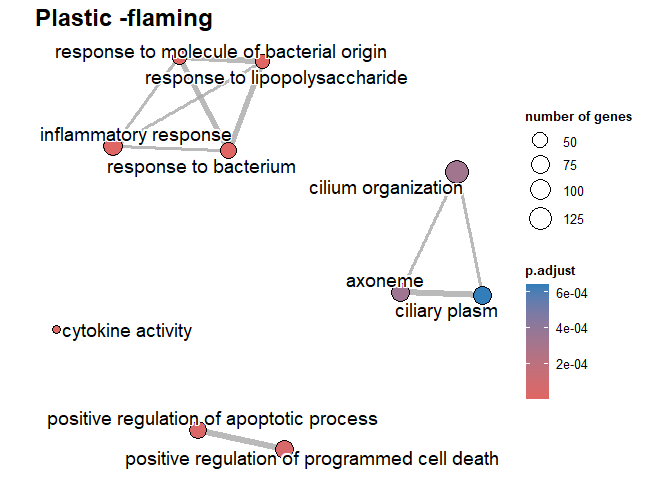 Plastic -flaming
response to molecule of bacterial origin
response to lipopolysaccharide
inflammatory response
response to bacterium
cilium organization
axoneme
ciliary plasm
cytokine activity
positive regulation of apoptotic process
positive regulation of programmed cell death
number of genes
50
75
100
125
p.adjust
6e-04
4e-04
2e-04